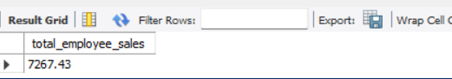 Result Grid Filter Rows: Export: Wrap Cell C
total_employee_sales
7267.43